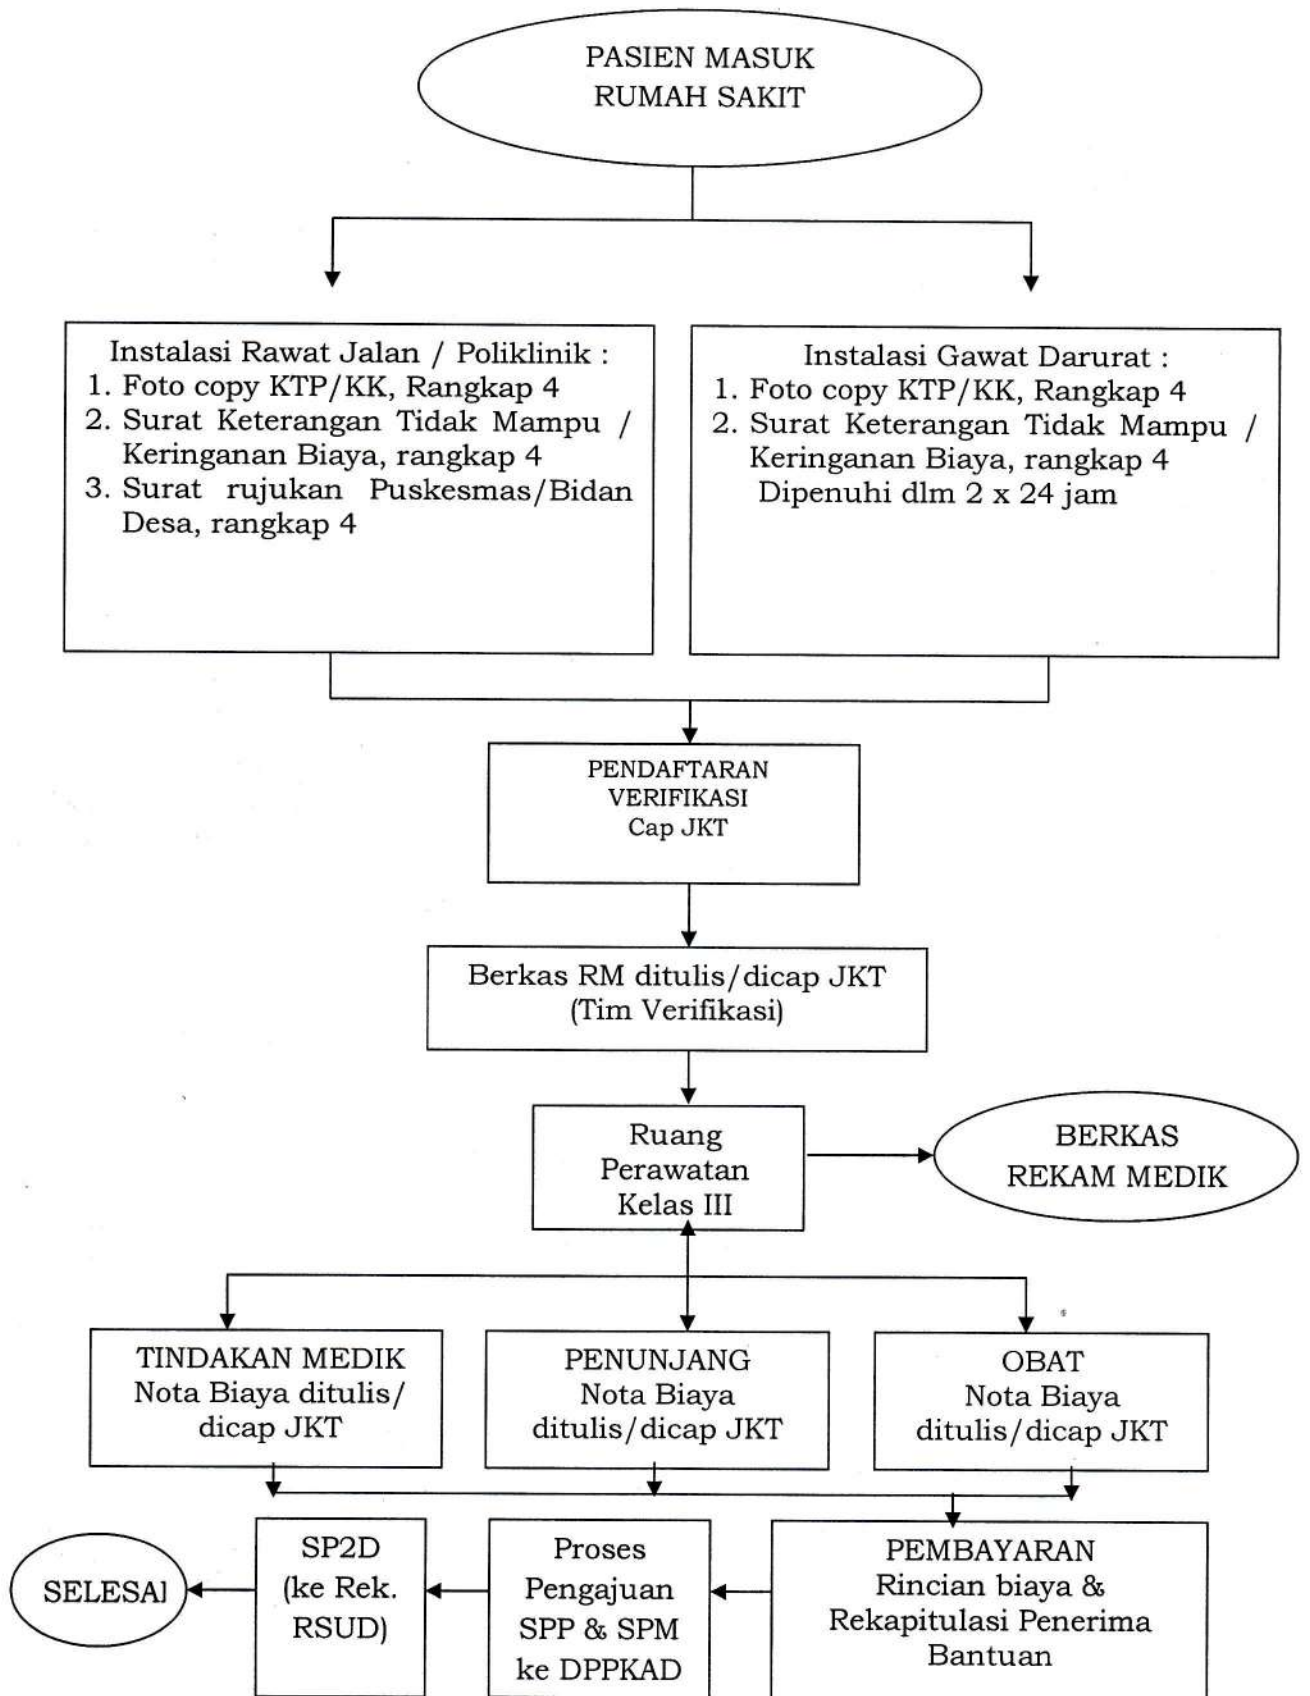 PASIEN MASUK
RUMAH SAKIT
Instalasi Rawat Jalan / Poliklinik :
1. Foto copy KTP/KK, Rangkap 4
2. Surat Keterangan Tidak Mampu /
Keringanan Biaya, rangkap 4
3. Surat rujukan Puskesmas/Bidan
Desa, rangkap 4
Instalasi Gawat Darurat :
1. Foto copy KTP/KK, Rangkap 4
2. Surat Keterangan Tidak Mampu /
Keringanan Biaya, rangkap 4
Dipenuhi dlm 2 x 24 jam
PENDAFTARAN
VERIFIKASI
Cap JKT
Berkas RM ditulis/dicap JKT
(Tim Verifikasi)
Ruang
Perawatan
Kelas III
BERKAS
REKAM MEDIK
TINDAKAN MEDIK
Nota Biaya ditulis/
dicap JKT
PENUNJANG
Nota Biaya
ditulis/dicap JKT
OBAT
Nota Biaya
ditulis/dicap JKT
PEMBAYARAN
Rincian biaya &
Rekapitulasi Penerima
Bantuan
Proses
Pengajuan
SPP & SPM
ke DPPKAD
SP2D
(ke Rek.
RSUD)
SELESAI